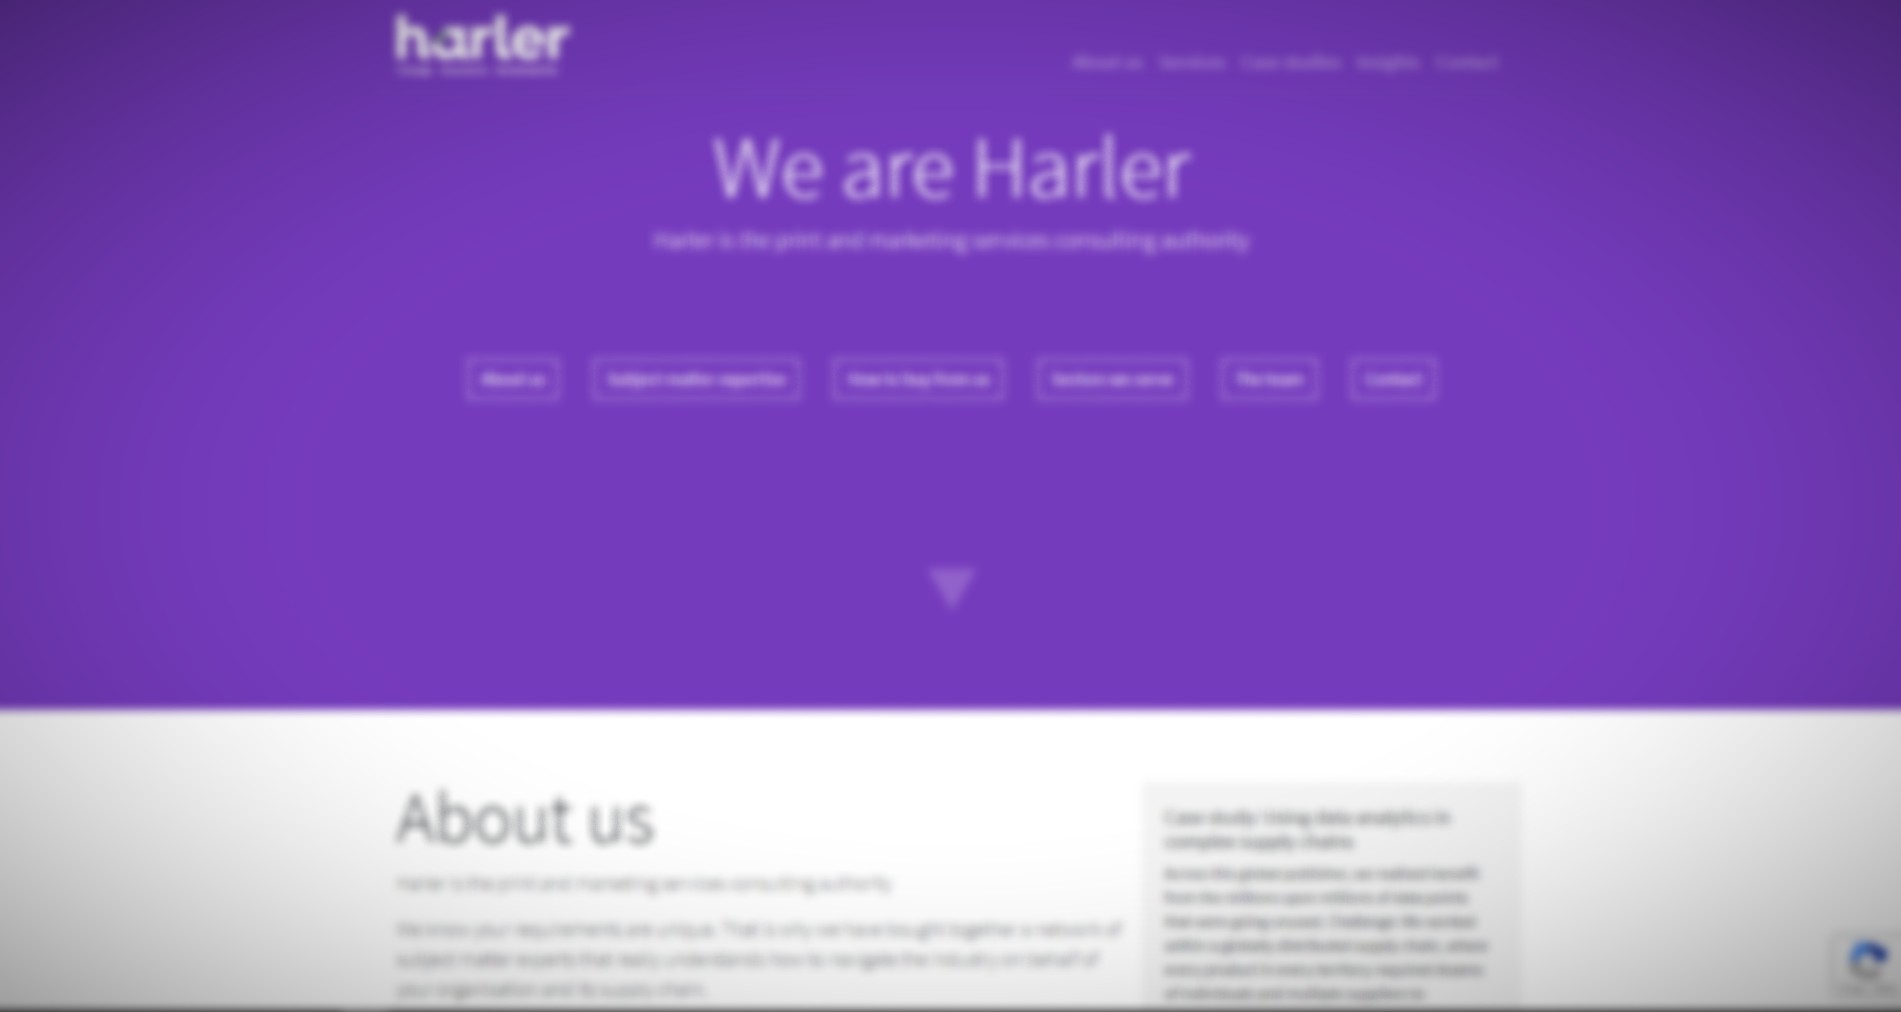 harler
About us Services Case studies Insights Contact
We are Harler
Harler is the print and marketing services consulting authority
About us Subject matter expertise How to buy from us Sectors we serve The team Contact
About us
Harler is the print and marketing services consulting authority
We know your requirements are unique. That is why we have bought together a network of
subject matter experts that really understands how to navigate the industry on behalf of
your organisation and its supply chain.
Case study: Using data analytics in
complex supply chains
Across this global publisher, we realised benefit
from the millions upon millions of data points
that were going unused. Challenge: We worked
within a globally distributed supply chain, where
every product in every territory required dozens
of individuals and multiple suppliers to